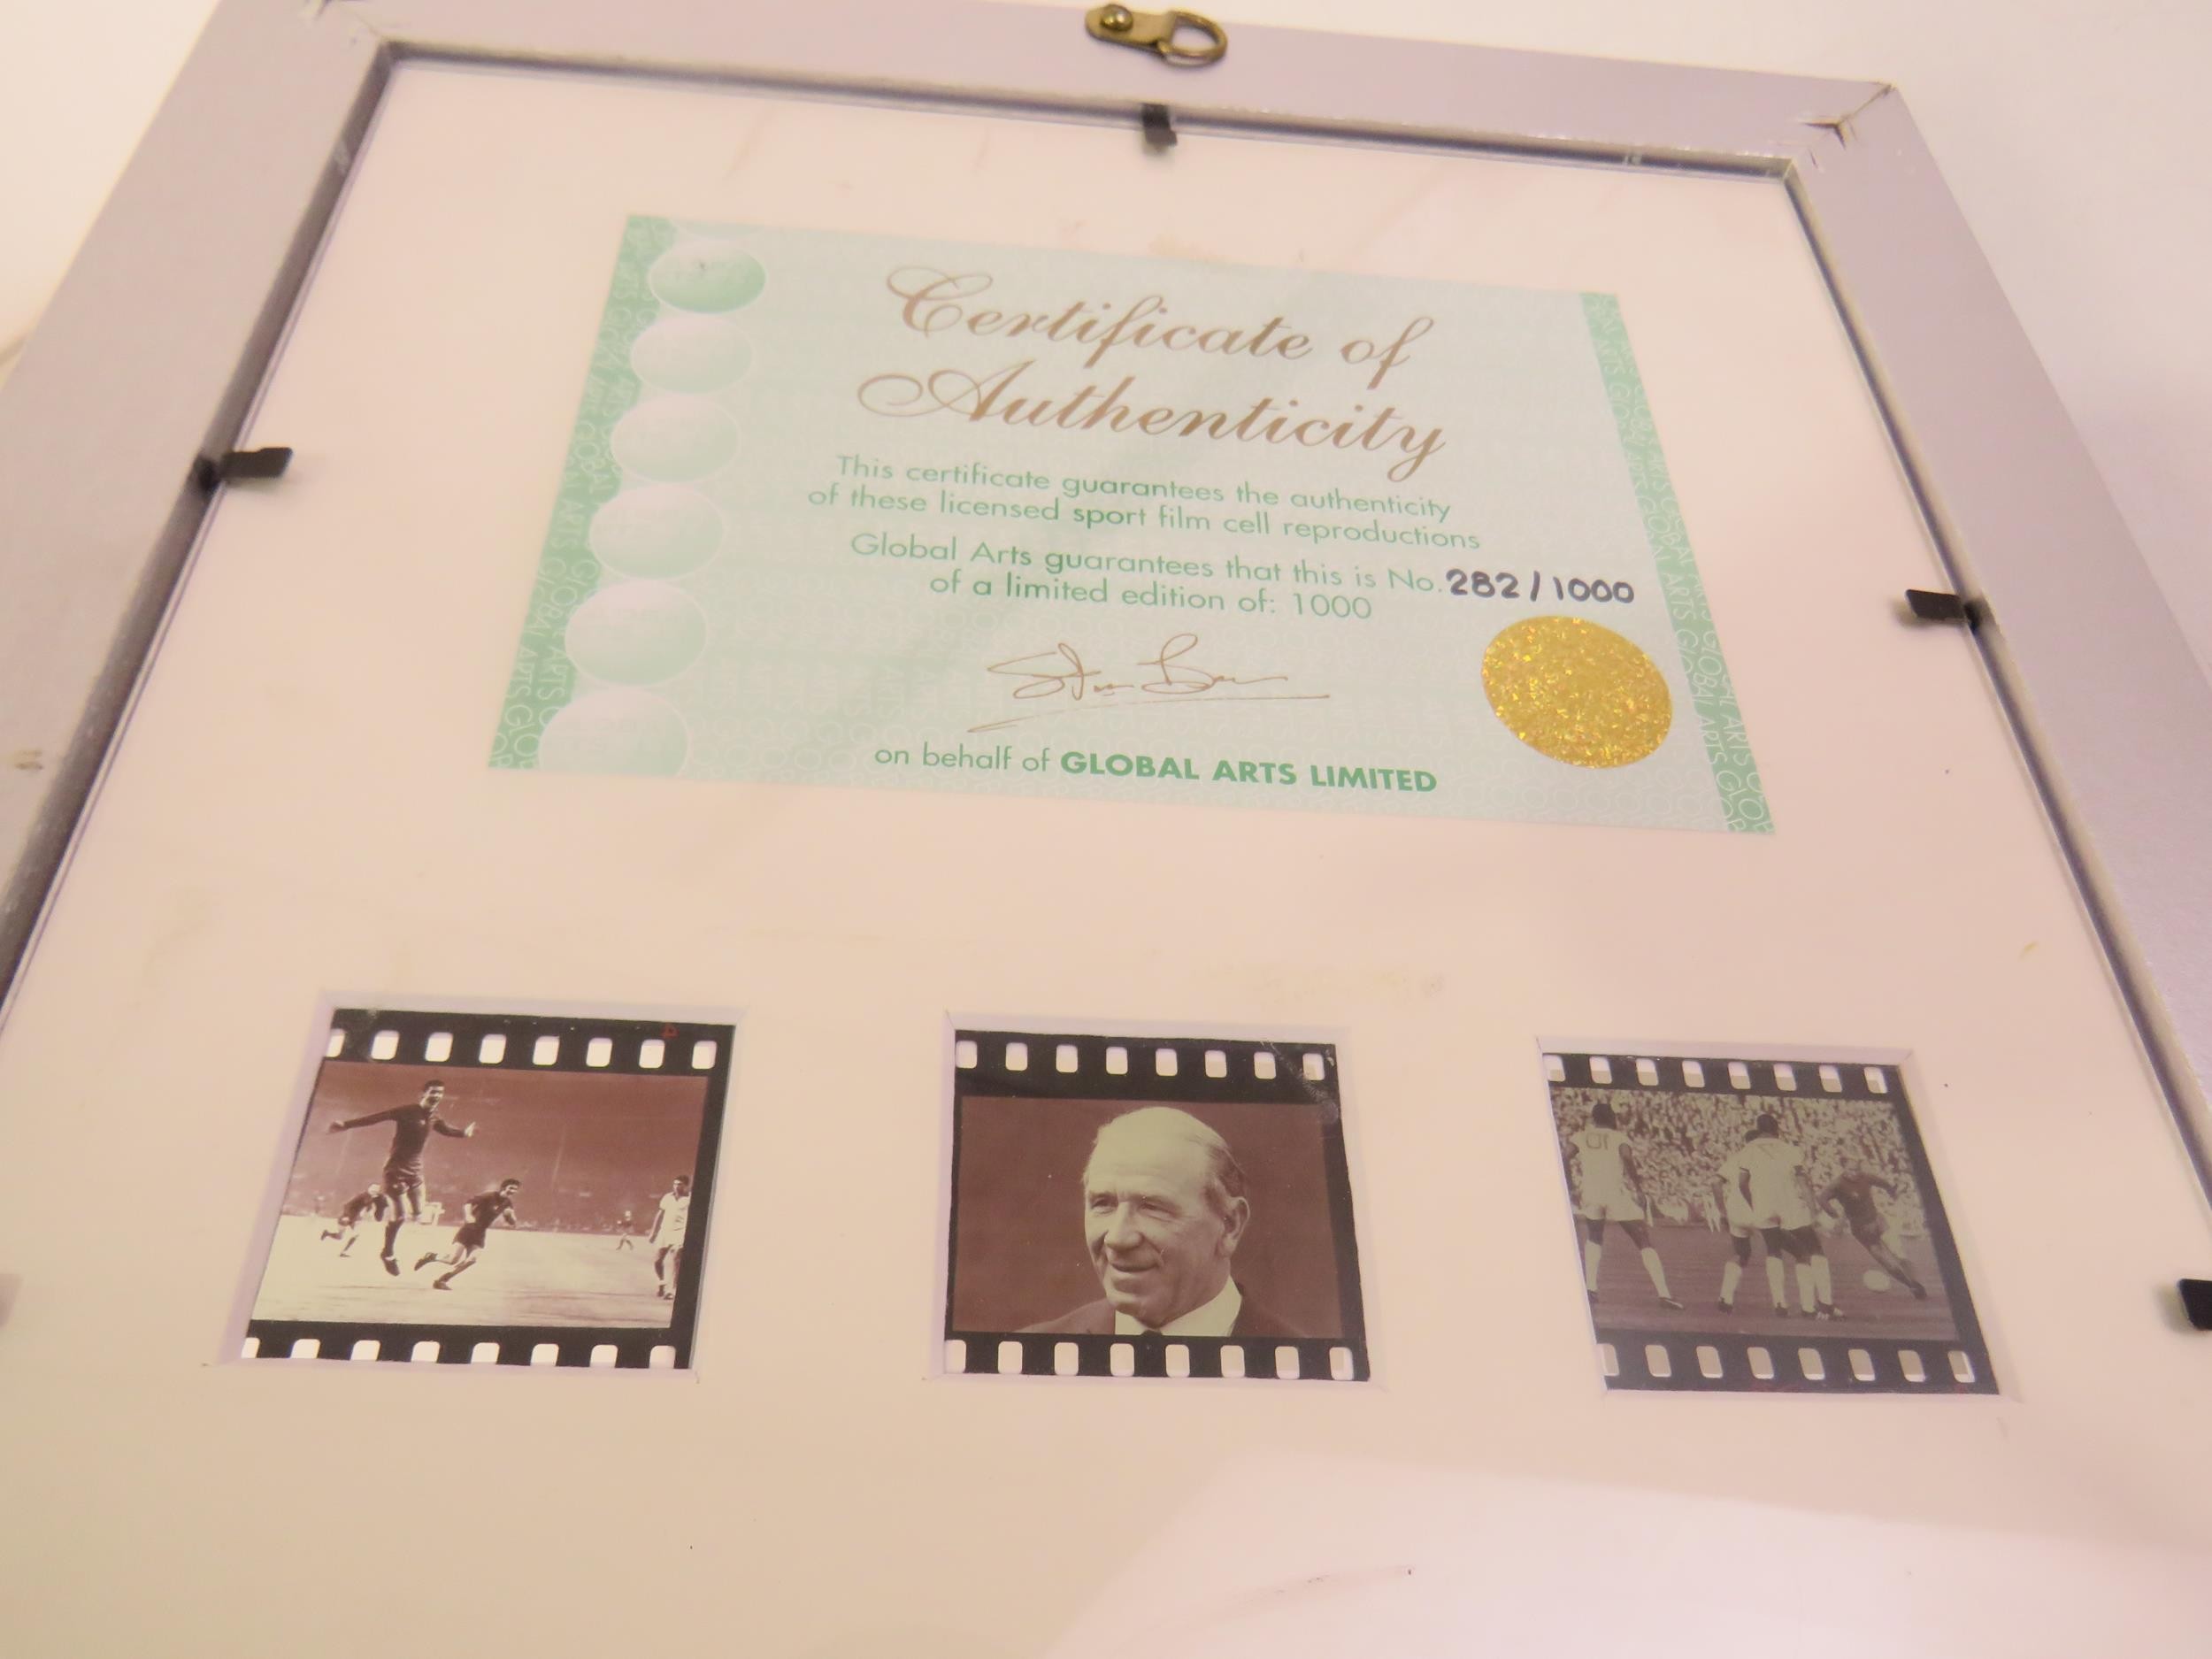 Certificate of
Authenticity
This certificate guarantees the authenticity
of these licensed sport film cell reproductions
Global Arts guarantees that this is No. 282/1000
of a limited edition of: 1000
on behalf of GLOBAL ARTS LIMITED